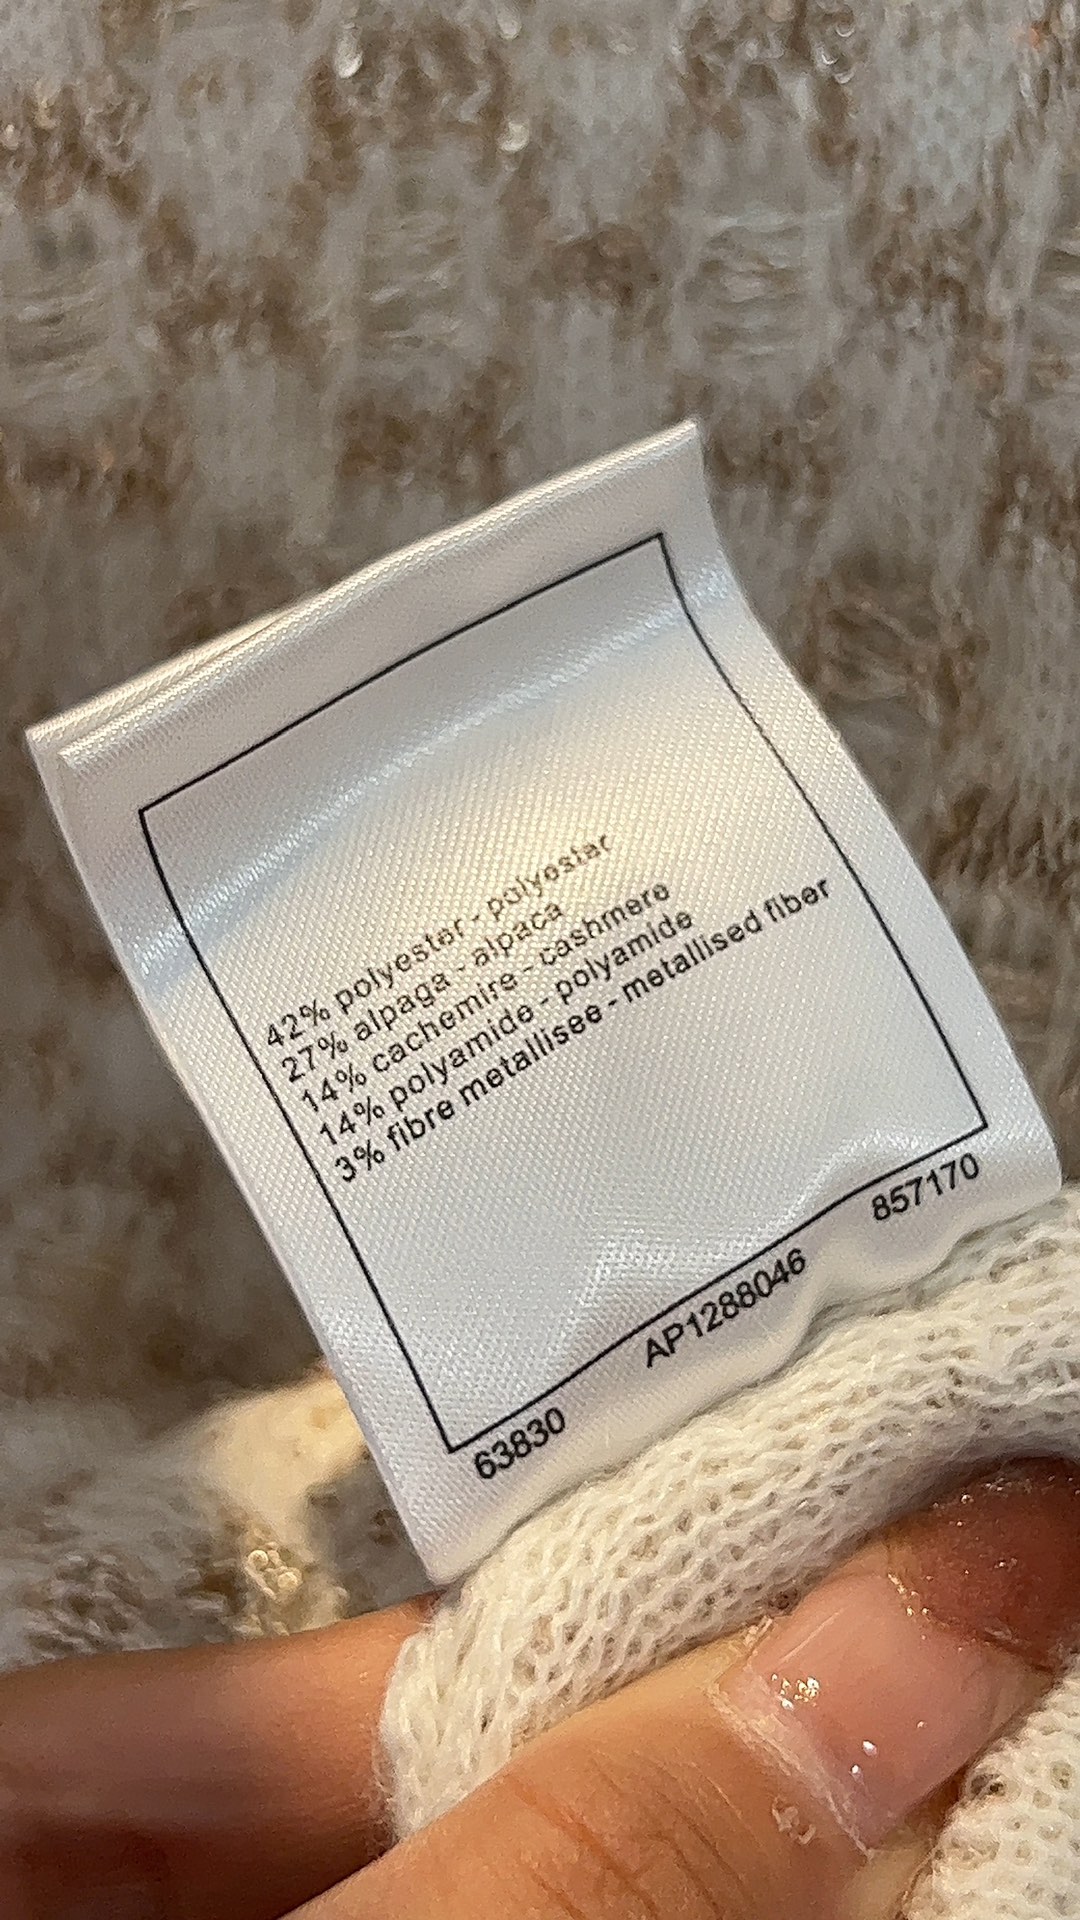 42% polyester - polyester
27% alpaga - alpaca
14% cachemire - cashmere
14% polyamide - polyamide
3% fibre metallisee - metallised fiber
63830 AP1288046 857170